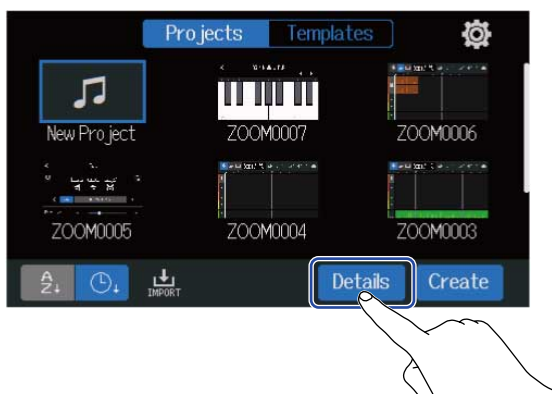 Projects Templates
New Project ZOOM0007 ZOOM0006
ZOOM0005 ZOOM0004 ZOOM0003
A Z IMPORT Details Create